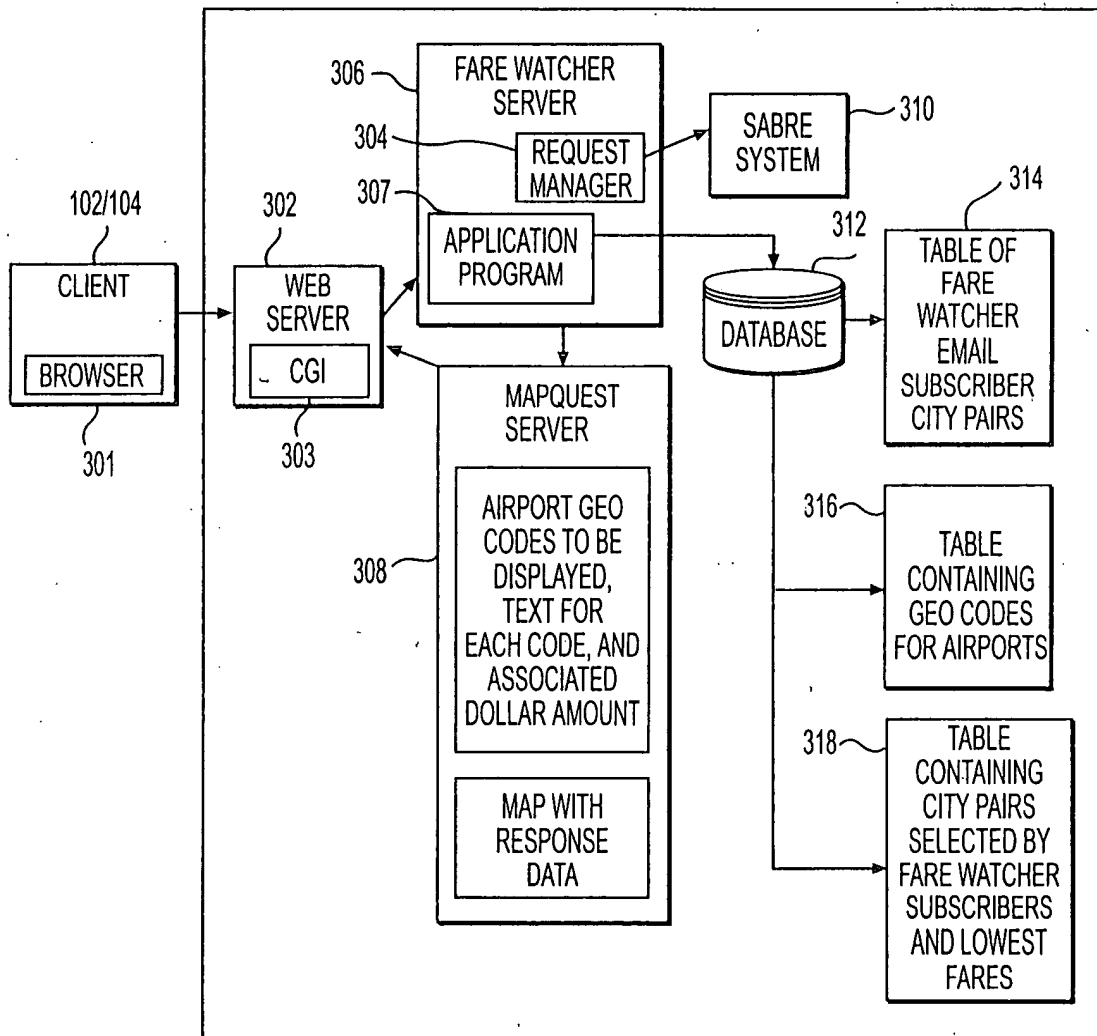 306
FARE WATCHER
SERVER
304
REQUEST
MANAGER
SABRE
SYSTEM
310
307
APPLICATION
PROGRAM
102/104
CLIENT
BROWSER
301
302
WEB
SERVER
CGI
303
312
DATABASE
314
TABLE OF
FARE
WATCHER
EMAIL
SUBSCRIBER
CITY PAIRS
MAPQUEST
SERVER
308
AIRPORT GEO
CODES TO BE
DISPLAYED,
TEXT FOR
EACH CODE, AND
ASSOCIATED
DOLLAR AMOUNT
MAP WITH
RESPONSE
DATA
316
TABLE
CONTAINING
GEO CODES
FOR AIRPORTS
318
TABLE
CONTAINING
CITY PAIRS
SELECTED BY
FARE WATCHER
SUBSCRIBERS
AND LOWEST
FARES